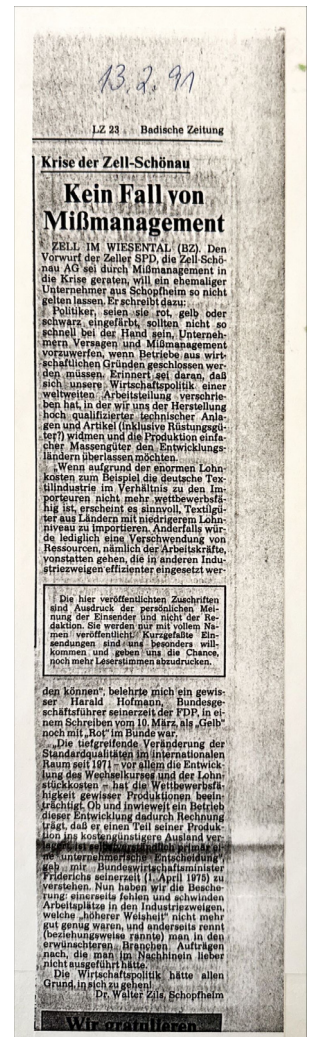 13.2.91
LZ 23 Badische Zeitung
Krise der Zell-Schönau
Kein Fall von
Mißmanagement
ZELL IM WIESENTAL (BZ). Den
Vorwurf der Zeller SPD, die Zell-Schö-
nau AG sei durch Mißmanagement in
die Krise geraten, will ein ehemaliger
Unternehmer aus Schopfheim so nicht
gelten lassen. Er schreibt dazu:
Politiker, seien sie rot, gelb oder
schwarz eingefärbt, sollten nicht so
schnell bei der Hand sein, Unterneh-
mern Versagen und Mißmanagement
vorzuwerfen, wenn Betriebe aus wirt-
schaftlichen Gründen geschlossen wer-
den müssen. Erinnert sei daran, daß
sich unsere Wirtschaftspolitik einer
weltweiten Arbeitsteilung verschrie-
ben hat, in der wir uns der Herstellung
hoch qualifizierter technischer Anla-
gen und Artikel (inklusive Rüstungsgü-
ter?) widmen und die Produktion einfa-
cher Massengüter den Entwicklungs-
ländern überlassen möchten.
„Wenn aufgrund der enormen Lohn-
kosten zum Beispiel die deutsche Tex-
tilindustrie im Verhältnis zu den Im-
porteuren nicht mehr wettbewerbsfä-
hig ist, erscheint es sinnvoll, Textilgü-
ter aus Ländern mit niedrigerem Lohn-
niveau zu importieren. Anderfalls wür-
de lediglich eine Verschwendung von
Ressourcen, nämlich der Arbeitskräfte,
vonstatten gehen, die in anderen Indu-
striezweigen effizienter eingesetzt wer-
Die hier veröffentlichten Zuschriften
sind Ausdruck der persönlichen Mei-
nung der Einsender und nicht der Re-
daktion. Sie werden nur mit vollem Na-
men veröffentlicht. Kurzgefaßte Ein-
sendungen sind uns besonders will-
kommen und geben uns die Chance,
noch mehr Leserstimmen abzudrucken.
den können“, belehrte mich ein gewis-
ser Harald Hofmann, Bundesge-
schäftsführer seinerzeit der FDP, in ei-
nem Schreiben vom 10. März, als „Gelb“
noch mit „Rot“ im Bunde war.
„Die tiefgreifende Veränderung der
Standardqualitäten im internationalen
Raum seit 1971 – vor allem die Entwick-
lung des Wechselkurses und der Lohn-
stückkosten – hat die Wettbewerbsfä-
higkeit gewisser Produktionen beein-
trächtigt. Ob und inwieweit ein Betrieb
dieser Entwicklung dadurch Rechnung
trägt, daß er einen Teil seiner Produk-
tion ins kostengünstigere Ausland ver-
lagert, ist selbstverständlich primär ei-
ne unternehmerische Entscheidung“,
gab mir Bundeswirtschaftsminister
Friderichs seinerzeit (1. April 1975) zu
verstehen. Nun haben wir die Besche-
rung: einerseits fehlen und schwinden
Arbeitsplätze in den Industriezweigen,
welche „höherer Weisheit“ nicht mehr
gut genug waren, und anderseits rennt
(beziehungsweise rannte) man in den
erwünschteren Branchen Aufträgen
nach, die man im Nachhinein lieber
nicht ausgeführt hätte.
Die Wirtschaftspolitik hätte allen
Grund, in sich zu gehen!
Dr. Walter Zils, Schopfheim
Wir gratulieren